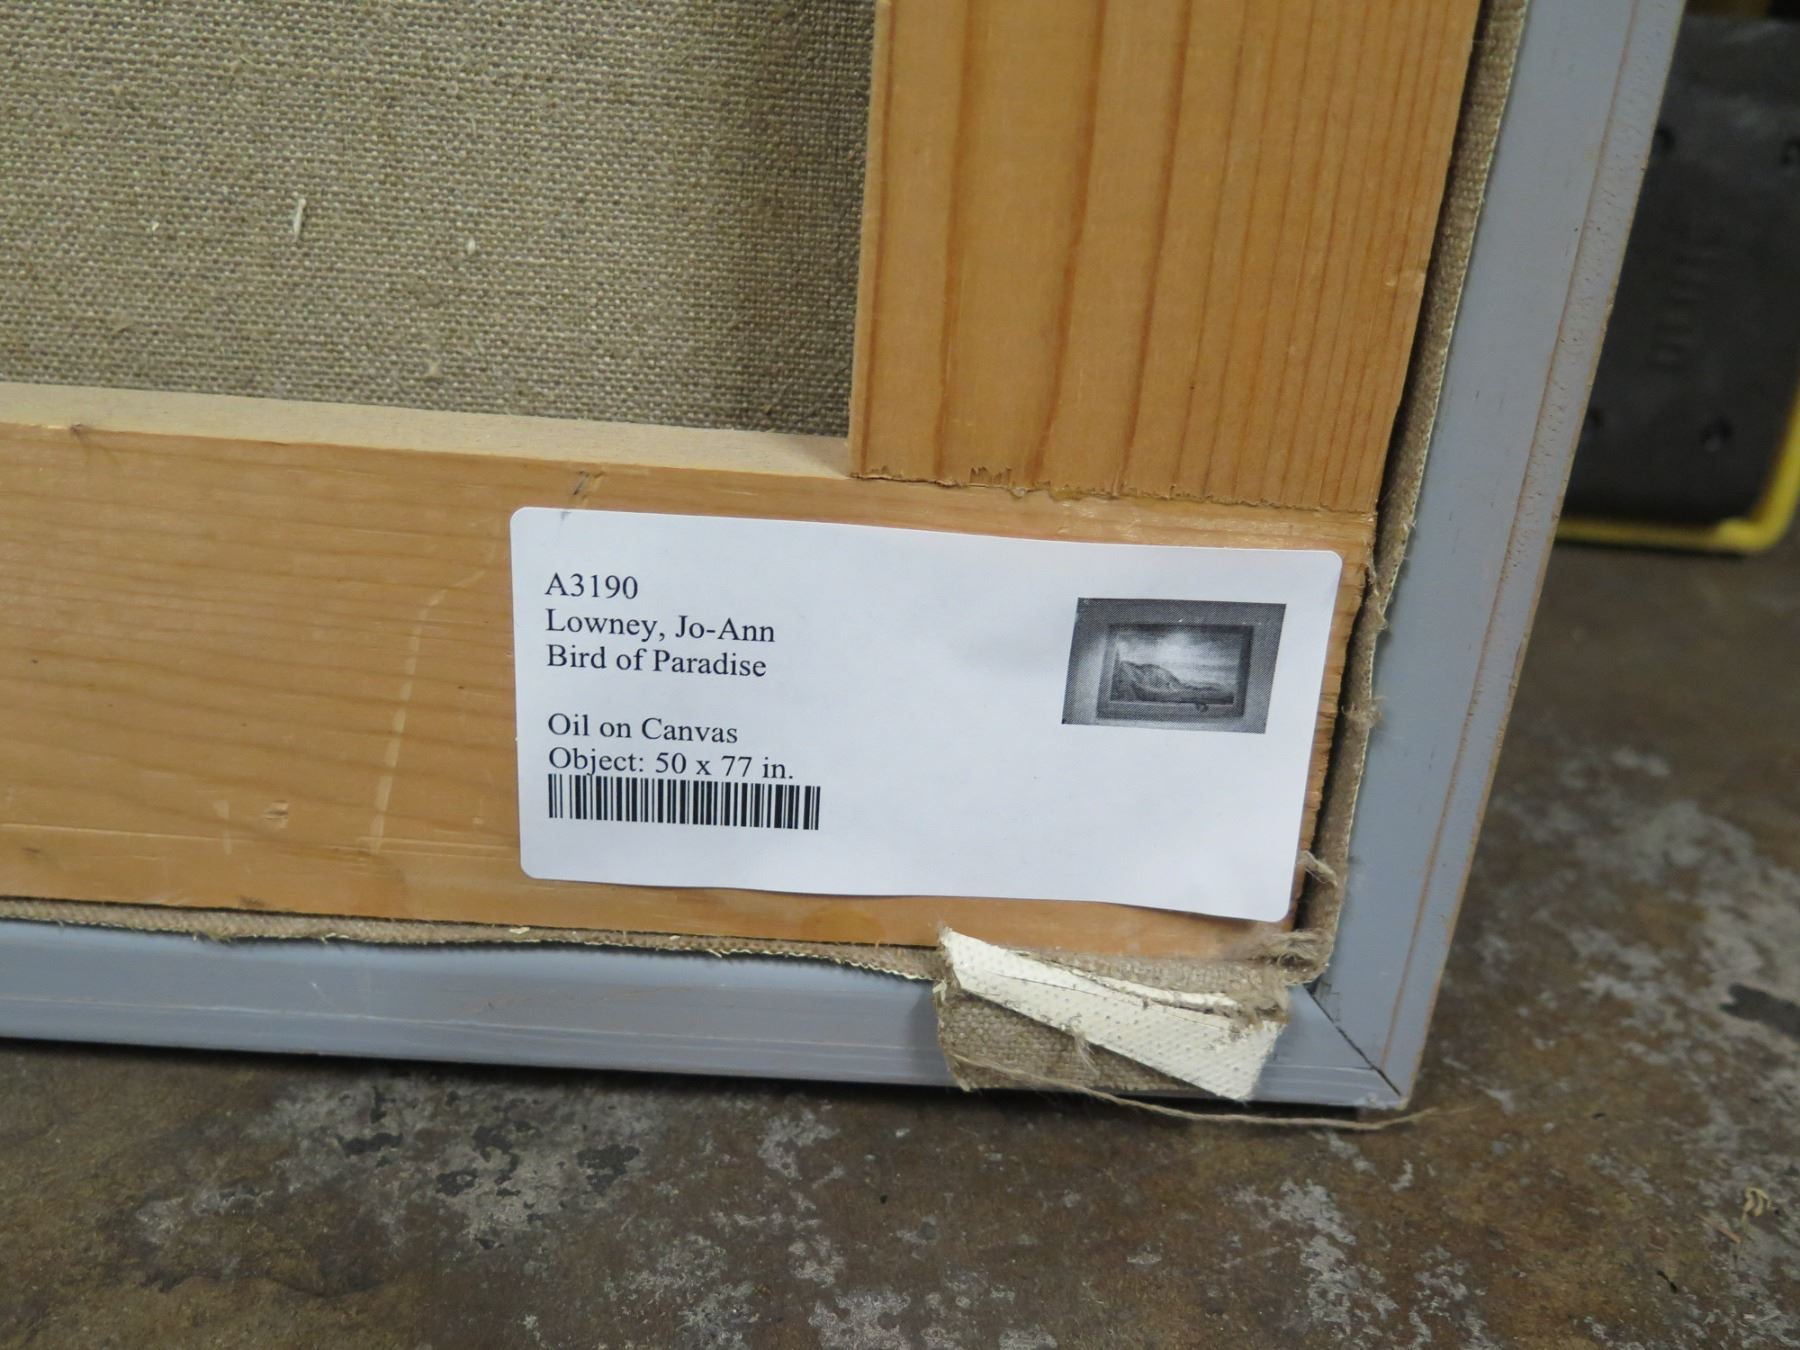 A3190
Lowney, Jo-Ann
Bird of Paradise
Oil on Canvas
Object: 50 x 77 in.